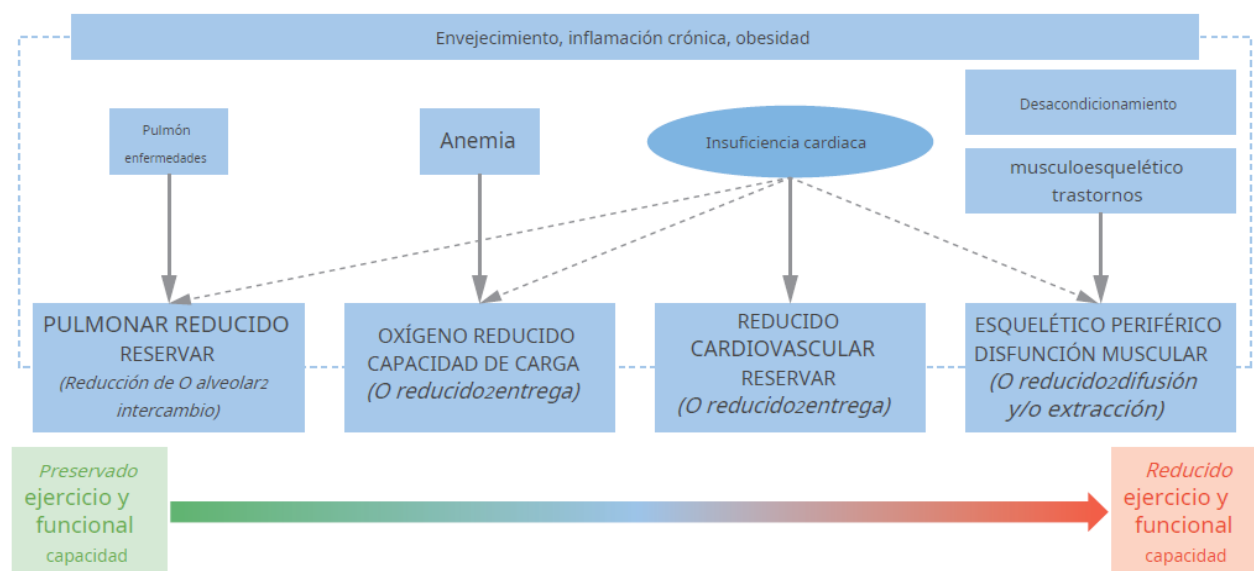 Envejecimiento, inflamación crónica, obesidad
Pulmón
enfermedades
Anemia
Insuficiencia cardiaca
Desacondicionamiento
musculoesquelético
trastornos
PULMONAR REDUCIDO
RESERVAR
(Reducción de O alveolar2
intercambio)
OXÍGENO REDUCIDO
CAPACIDAD DE CARGA
(O reducido2entrega)
REDUCIDO
CARDIOVASCULAR
RESERVAR
(O reducido2entrega)
ESQUELÉTICO PERIFÉRICO
DISFUNCIÓN MUSCULAR
(O reducido2difusión
y/o extracción)
Preservado
ejercicio y
funcional
capacidad
Reducido
ejercicio y
funcional
capacidad